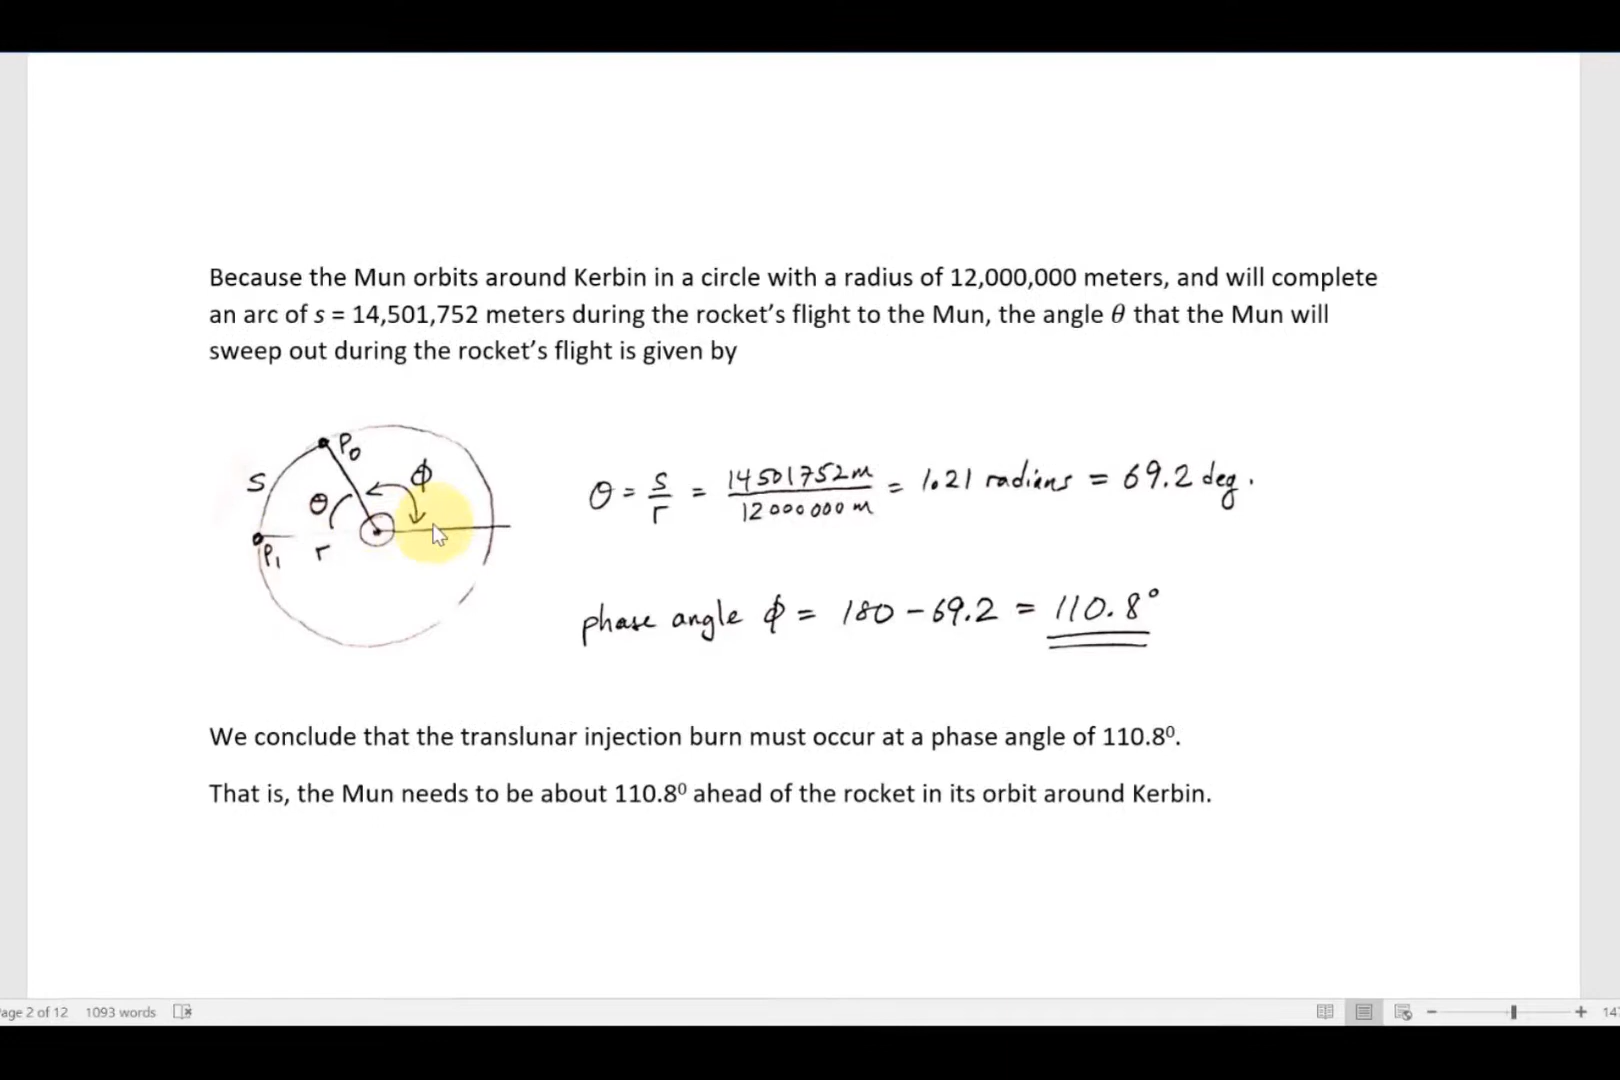 Because the Mun orbits around Kerbin in a circle with a radius of 12,000,000 meters, and will complete
an arc of s = 14,501,752 meters during the rocket's flight to the Mun, the angle θ that the Mun will
sweep out during the rocket's flight is given by
P₀
ϕ
S
θ
P₁
r
θ = s/r = 14501752m/12000000m = 1.21 radians = 69.2 deg.
phase angle ϕ = 180 - 69.2 = 110.8°
We conclude that the translunar injection burn must occur at a phase angle of 110.8⁰.
That is, the Mun needs to be about 110.8⁰ ahead of the rocket in its orbit around Kerbin.
age 2 of 12 1093 words
14